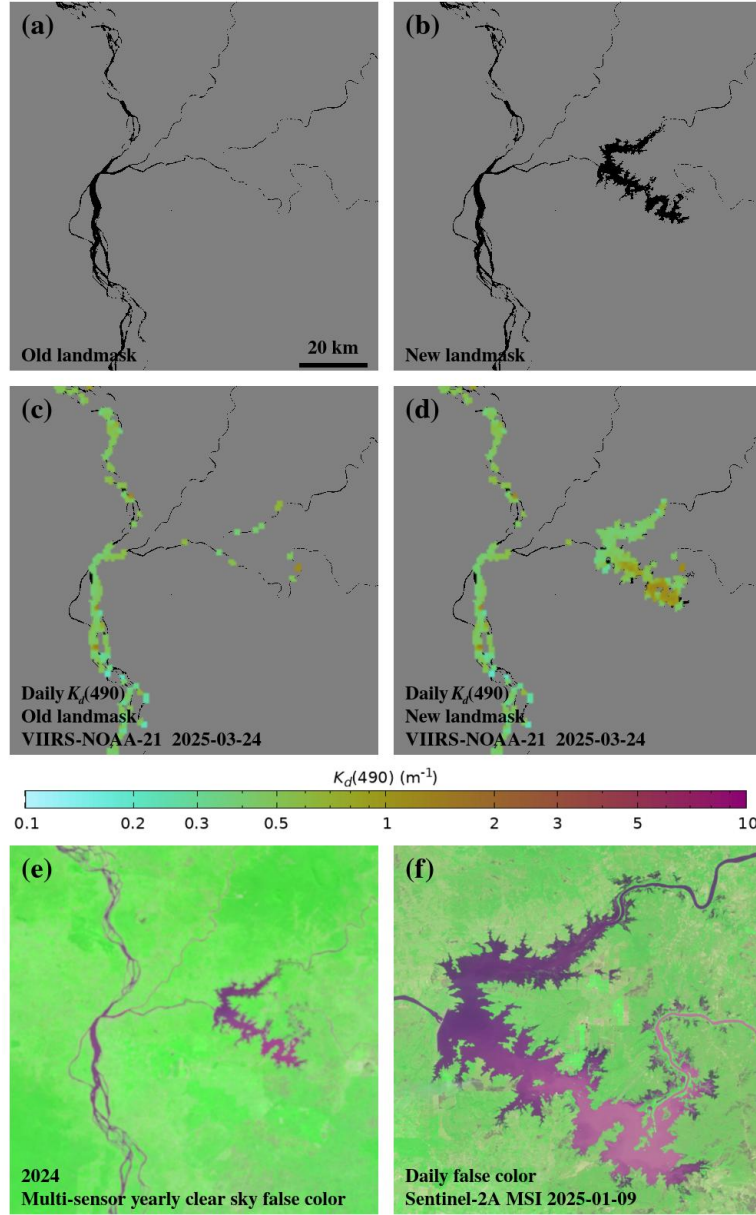 (a)
Old landmask
20 km
(b)
New landmask
(c)
Daily K_d(490)
Old landmask
VIIRS-NOAA-21 2025-03-24
(d)
Daily K_d(490)
New landmask
VIIRS-NOAA-21 2025-03-24
K_d(490) (m⁻¹)
0.1 0.2 0.3 0.5 1 2 3 5 10
(e)
2024
Multi-sensor yearly clear sky false color
(f)
Daily false color
Sentinel-2A MSI 2025-01-09